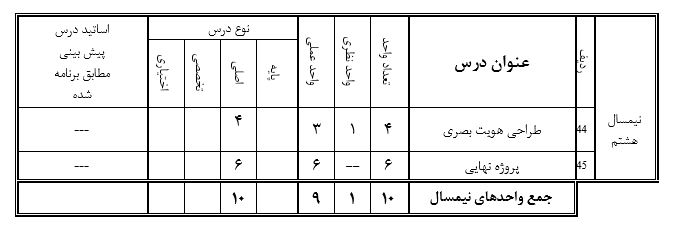 نیمسال هشتم
ردیف
عنوان درس
تعداد واحد
واحد نظری
واحد عملی
نوع درس
پایه
اصلی
تخصصی
اختیاری
اساتید درس
پیش بینی
مطابق برنامه
شده
44 طراحی هویت بصری ۴ ۱ ۳ ۴ ---
45 پروژه نهایی ۶ -- ۶ ۶ ---
جمع واحدهای نیمسال ۱۰ ۱ ۹ ۱۰